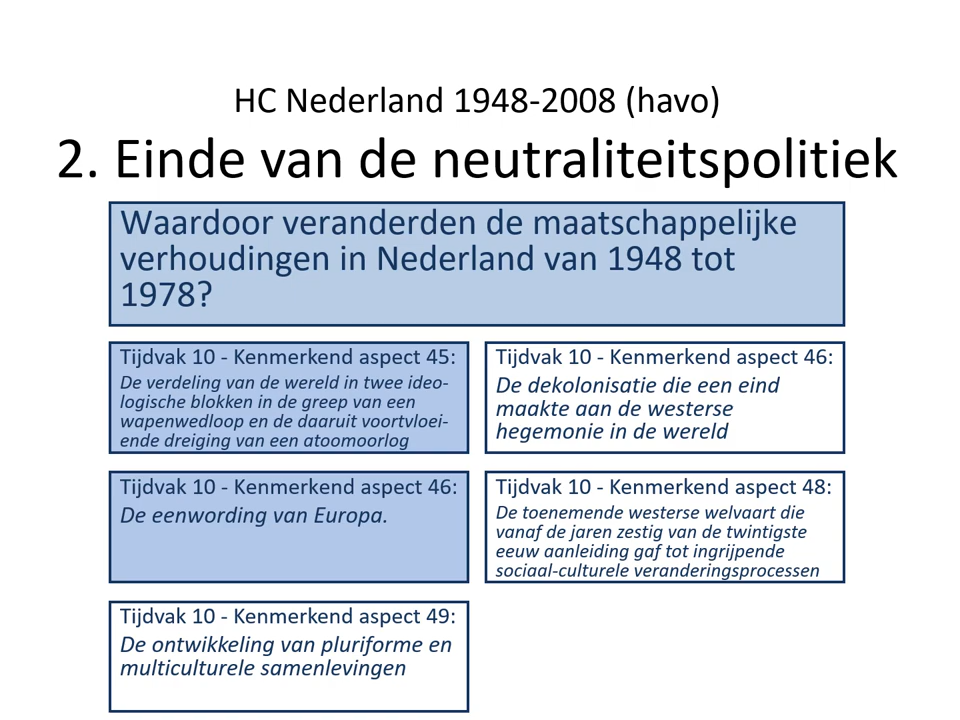 HC Nederland 1948-2008 (havo)
2. Einde van de neutraliteitspolitiek
Waardoor veranderden de maatschappelijke
verhoudingen in Nederland van 1948 tot
1978?
Tijdvak 10 - Kenmerkend aspect 45:
De verdeling van de wereld in twee ideo-
logische blokken in de greep van een
wapenwedloop en de daaruit voortvloei-
ende dreiging van een atoomoorlog
Tijdvak 10 - Kenmerkend aspect 46:
De dekolonisatie die een eind
maakte aan de westerse
hegemonie in de wereld
Tijdvak 10 - Kenmerkend aspect 46:
De eenwording van Europa.
Tijdvak 10 - Kenmerkend aspect 48:
De toenemende westerse welvaart die
vanaf de jaren zestig van de twintigste
eeuw aanleiding gaf tot ingrijpende
sociaal-culturele veranderingsprocessen
Tijdvak 10 - Kenmerkend aspect 49:
De ontwikkeling van pluriforme en
multiculturele samenlevingen